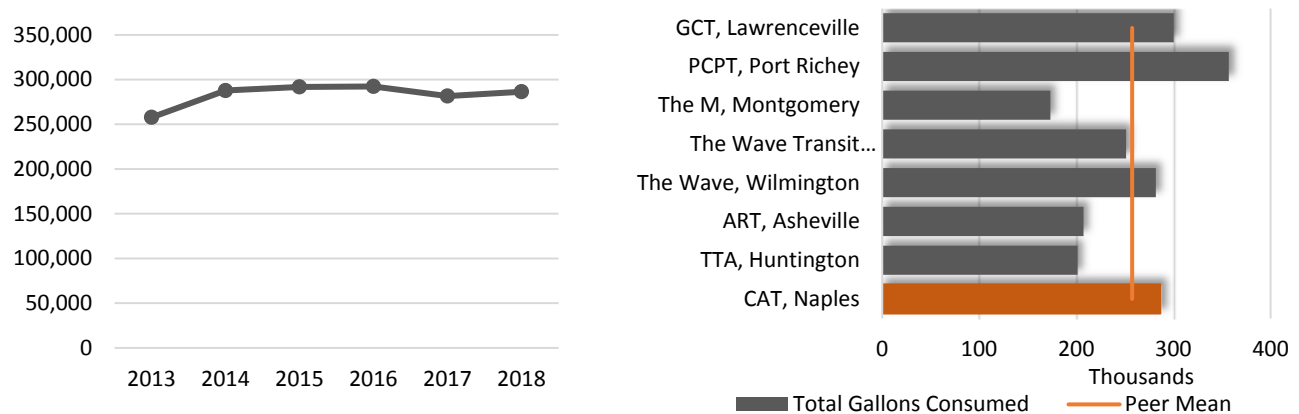 350,000
300,000
250,000
200,000
150,000
100,000
50,000
0
2013 2014 2015 2016 2017 2018
GCT, Lawrenceville
PCPT, Port Richey
The M, Montgomery
The Wave Transit...
The Wave, Wilmington
ART, Asheville
TTA, Huntington
CAT, Naples
0 100 200 300 400
Thousands
Total Gallons Consumed Peer Mean